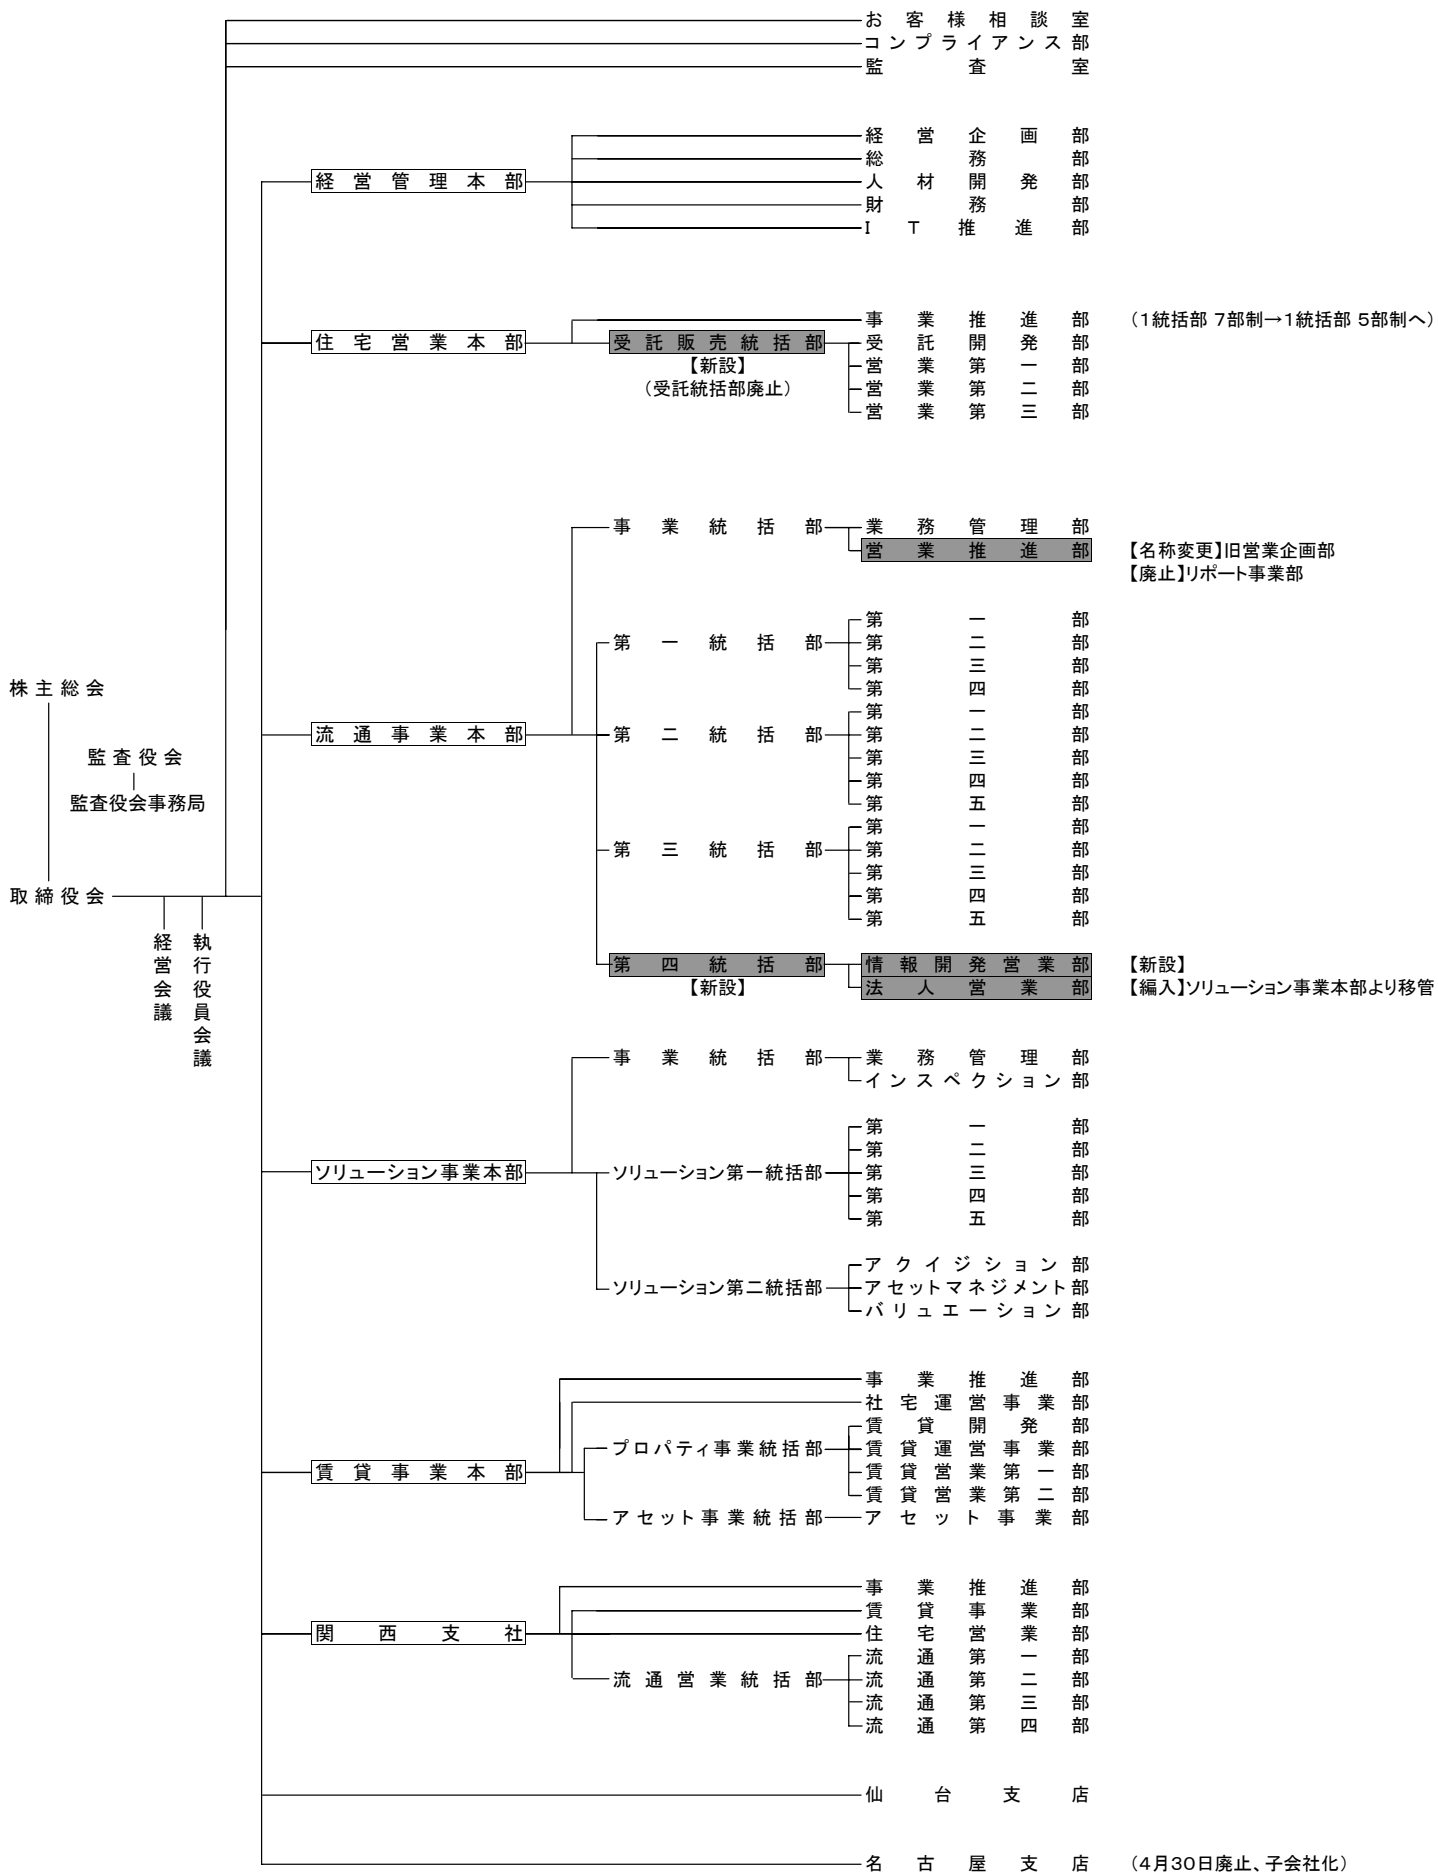 お客様相談室
コンプライアンス部
監査室
経営管理本部
経営企画部
総務部
人材開発部
財務部
IT推進部
住宅営業本部
事業推進部 (1統括部 7部制→1統括部 5部制へ)
受託販売統括部
【新設】
(受託統括部廃止)
受託開発部
営業第一部
営業第二部
営業第三部
流通事業本部
事業統括部
業務管理部
営業推進部 【名称変更】旧営業企画部
【廃止】リポート事業部
第一統括部
第一部
第二部
第三部
第四部
第二統括部
第一部
第二部
第三部
第四部
第五部
第三統括部
第一部
第二部
第三部
第四部
第五部
第四統括部
【新設】
情報開発営業部 【新設】
法人営業部 【編入】ソリューション事業本部より移管
株主総会
監査役会
監査役会事務局
取締役会
経営会議
執行役員会議
ソリューション事業本部
事業統括部
業務管理部
インスペクション部
ソリューション第一統括部
第一部
第二部
第三部
第四部
第五部
ソリューション第二統括部
アクイジション部
アセットマネジメント部
バリュエーション部
賃貸事業本部
事業推進部
社宅運営事業部
プロパティ事業統括部
賃貸開発部
賃貸運営事業部
賃貸営業第一部
賃貸営業第二部
アセット事業統括部
アセット事業部
関西支社
事業推進部
賃貸事業部
住宅営業部
流通営業統括部
流通第一部
流通第二部
流通第三部
流通第四部
仙台支店
名古屋支店 (4月30日廃止、子会社化)